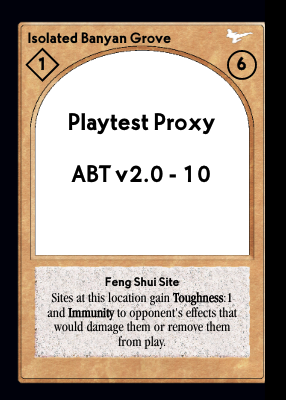 Isolated Banyan Grove
1
6
Playtest Proxy
ABT v2.0 - 10
Feng Shui Site
Sites at this location gain Toughness:1
and Immunity to opponent's effects that
would damage them or remove them
from play.